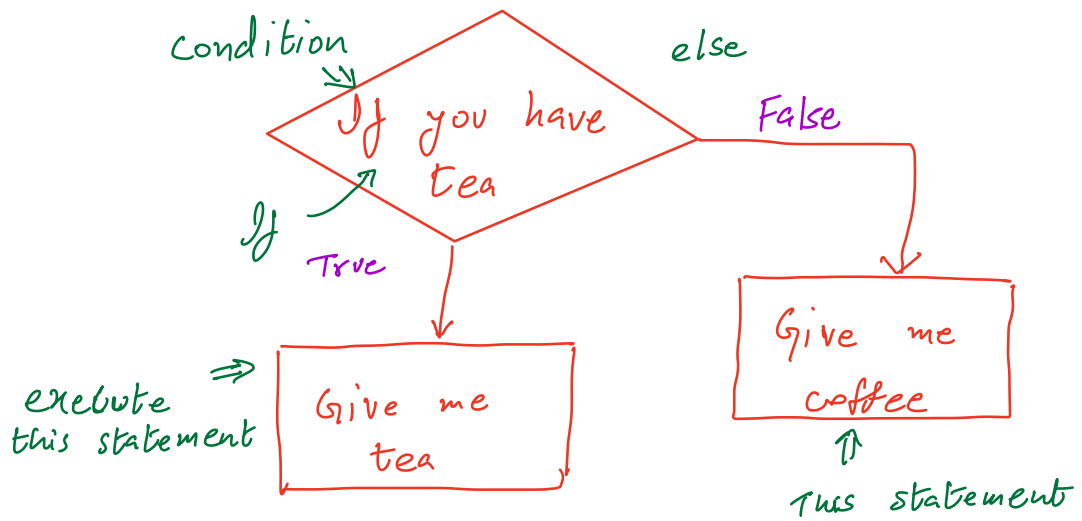 condition
else
If you have
tea
False
If
True
Give me
coffee
execute
this statement
Give me
tea
This statement